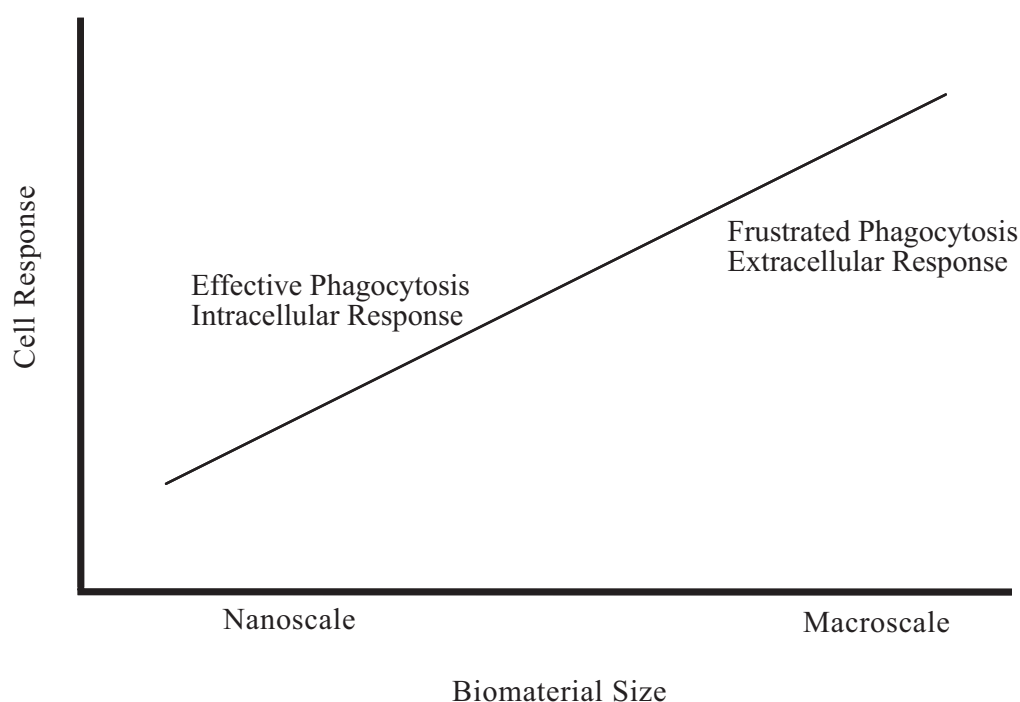 Cell Response
Effective Phagocytosis
Intracellular Response
Frustrated Phagocytosis
Extracellular Response
Nanoscale
Macroscale
Biomaterial Size